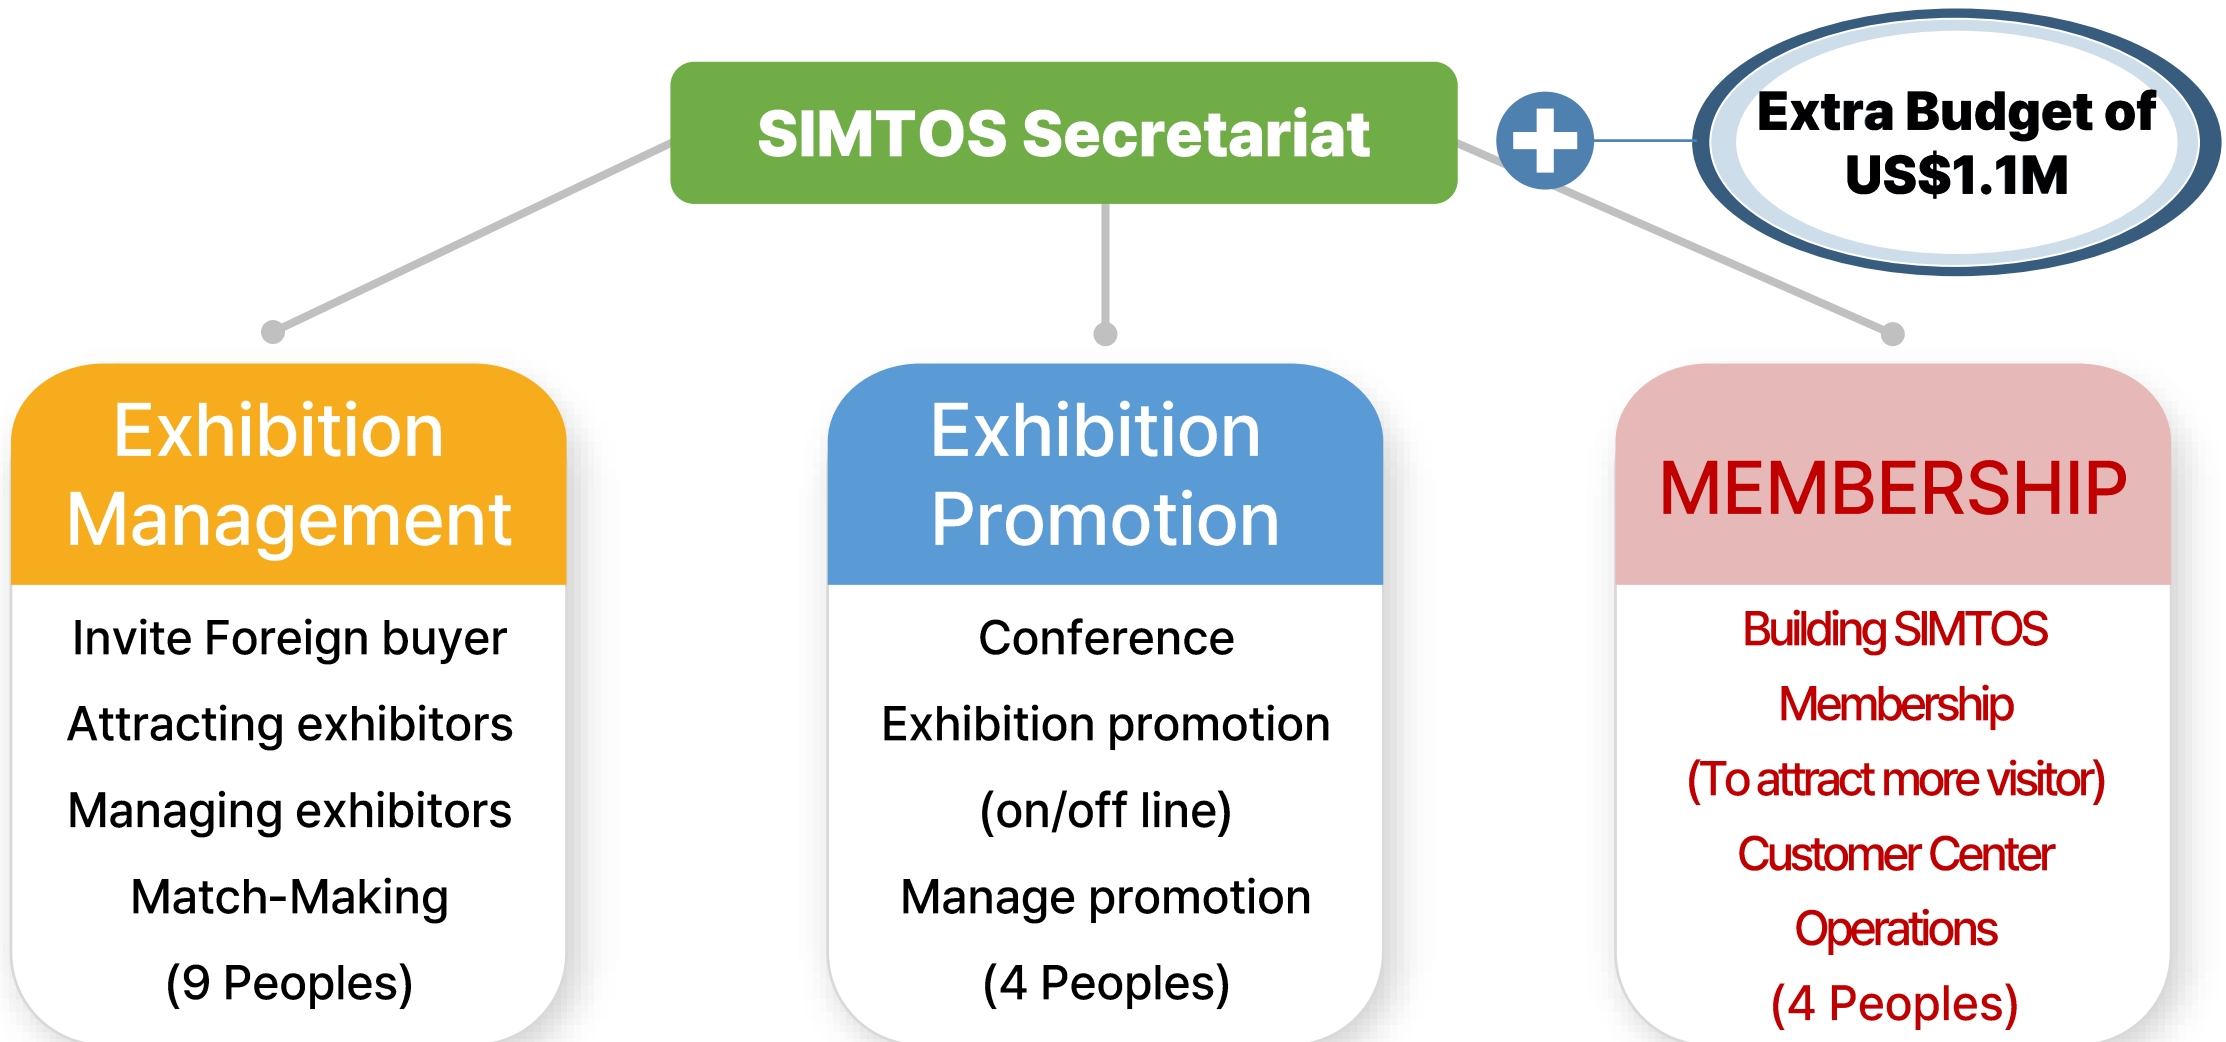 SIMTOS Secretariat
Extra Budget of
US$1.1M
Exhibition
Management
Invite Foreign buyer
Attracting exhibitors
Managing exhibitors
Match-Making
(9 Peoples)
Exhibition
Promotion
Conference
Exhibition promotion
(on/off line)
Manage promotion
(4 Peoples)
MEMBERSHIP
Building SIMTOS
Membership
(To attract more visitor)
Customer Center
Operations
(4 Peoples)